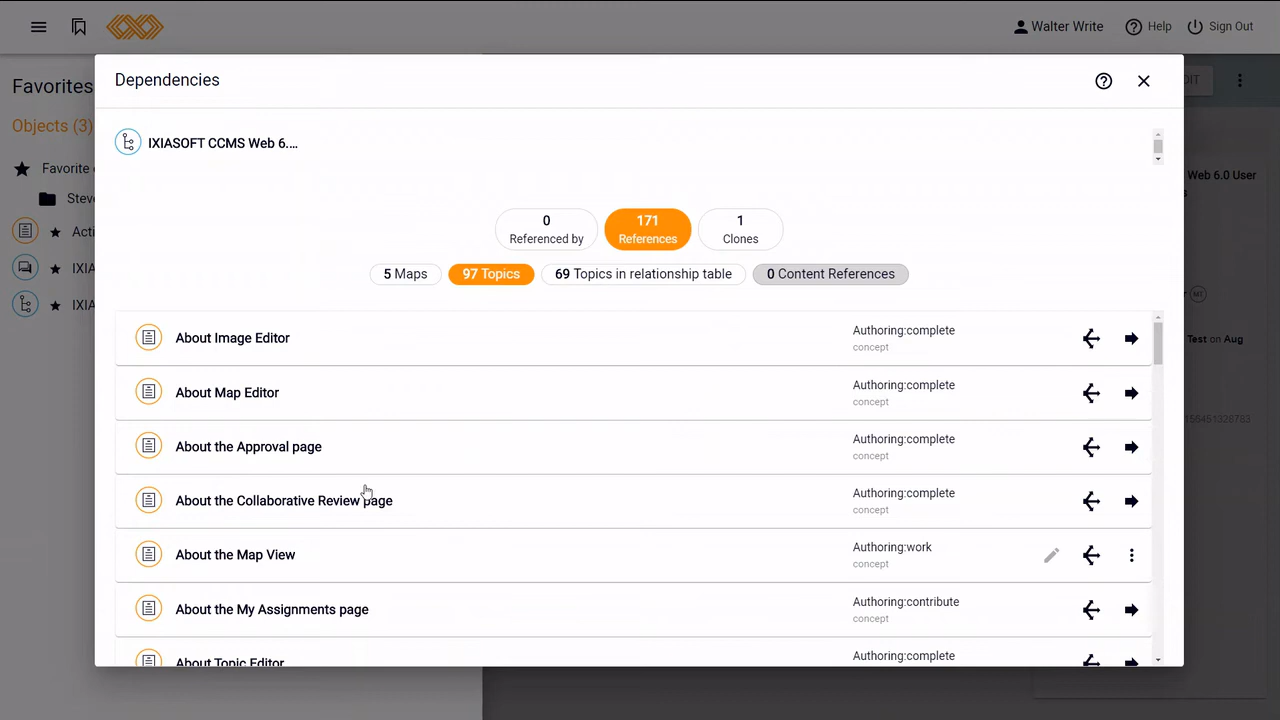 Walter Write
Help
Sign Out
Favorites
Objects (3)
Favorite
Steve
Acti
IXIA
IXIA
Dependencies
IXIASOFT CCMS Web 6....
0
Referenced by
171
References
1
Clones
5 Maps
97 Topics
69 Topics in relationship table
0 Content References
About Image Editor
Authoring:complete
concept
About Map Editor
Authoring:complete
concept
About the Approval page
Authoring:complete
concept
About the Collaborative Review page
Authoring:complete
concept
About the Map View
Authoring:work
concept
About the My Assignments page
Authoring:contribute
concept
About Topic Editor
Authoring:complete
DIT
Web 6.0 User
s
MT
Test on Aug
156451328783